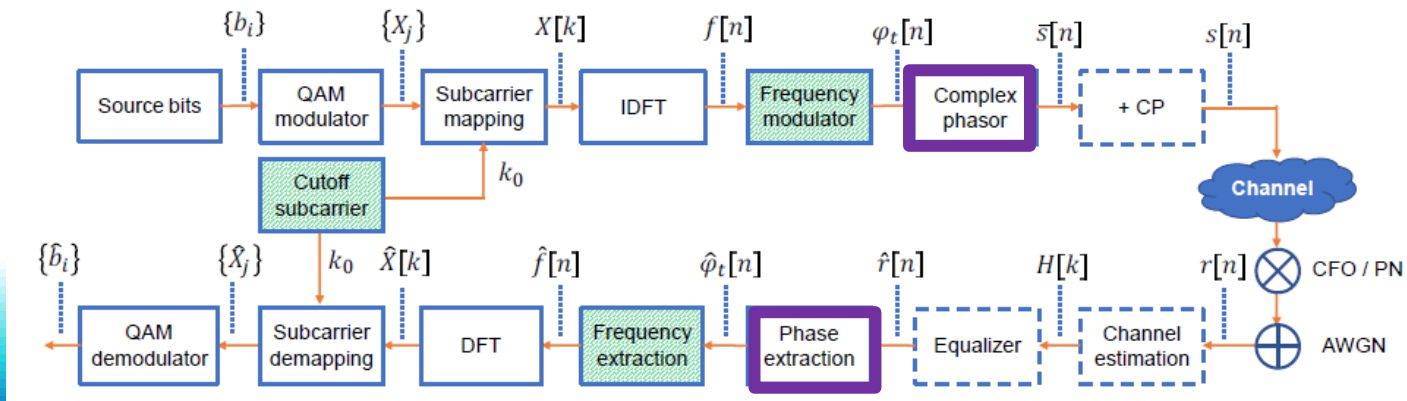 {b_i}
{X_j}
X[k]
f[n]
φ_t[n]
s̄[n]
s[n]
Source bits
QAM
modulator
Subcarrier
mapping
IDFT
Frequency
modulator
Complex
phasor
+ CP
Cutoff
subcarrier
k_0
Channel
{b̂_i}
{X̂_j}
k_0
X̂[k]
f̂[n]
φ̂_t[n]
r̂[n]
H[k]
r[n]
CFO / PN
QAM
demodulator
Subcarrier
demapping
DFT
Frequency
extraction
Phase
extraction
Equalizer
Channel
estimation
AWGN